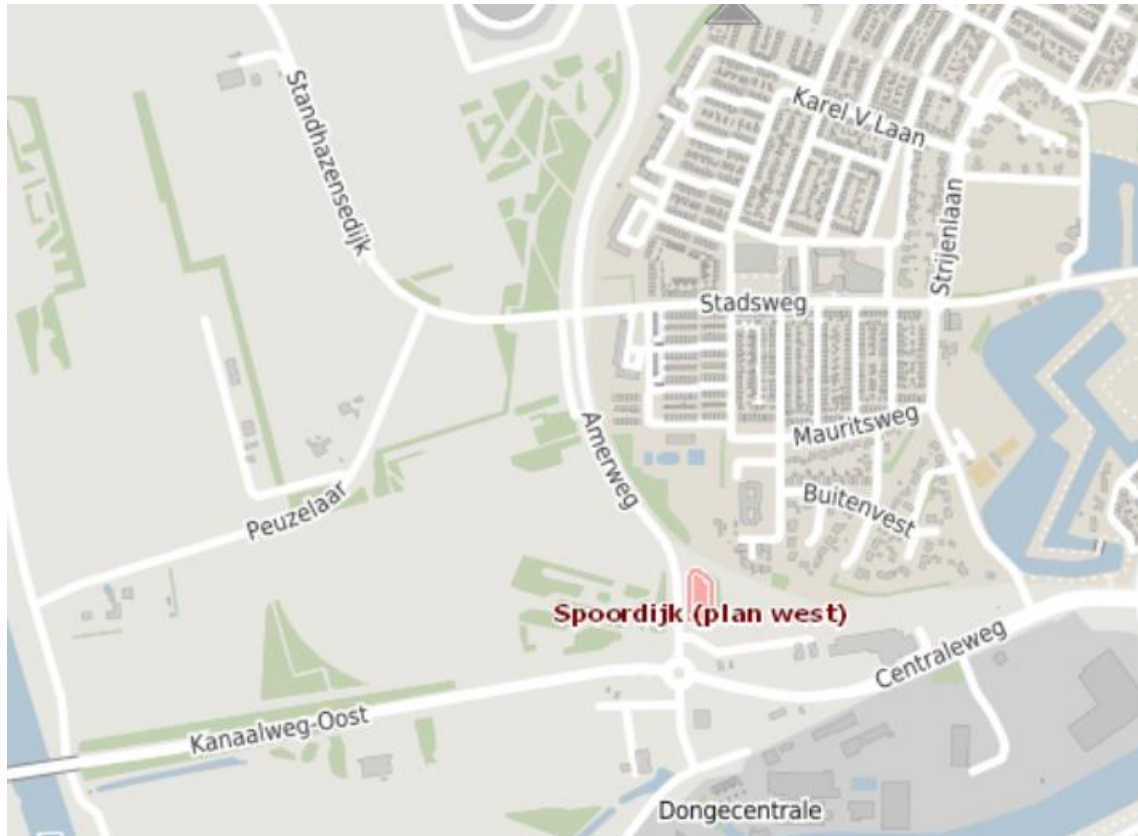 Karel V Laan
Standhazensedijk
Strijenlaan
Stadsweg
Amerweg
Mauritsweg
Peuzelaar
Buitenvest
Spoordijk (plan west)
Centraleweg
Kanaalweg-Oost
Dongecentrale